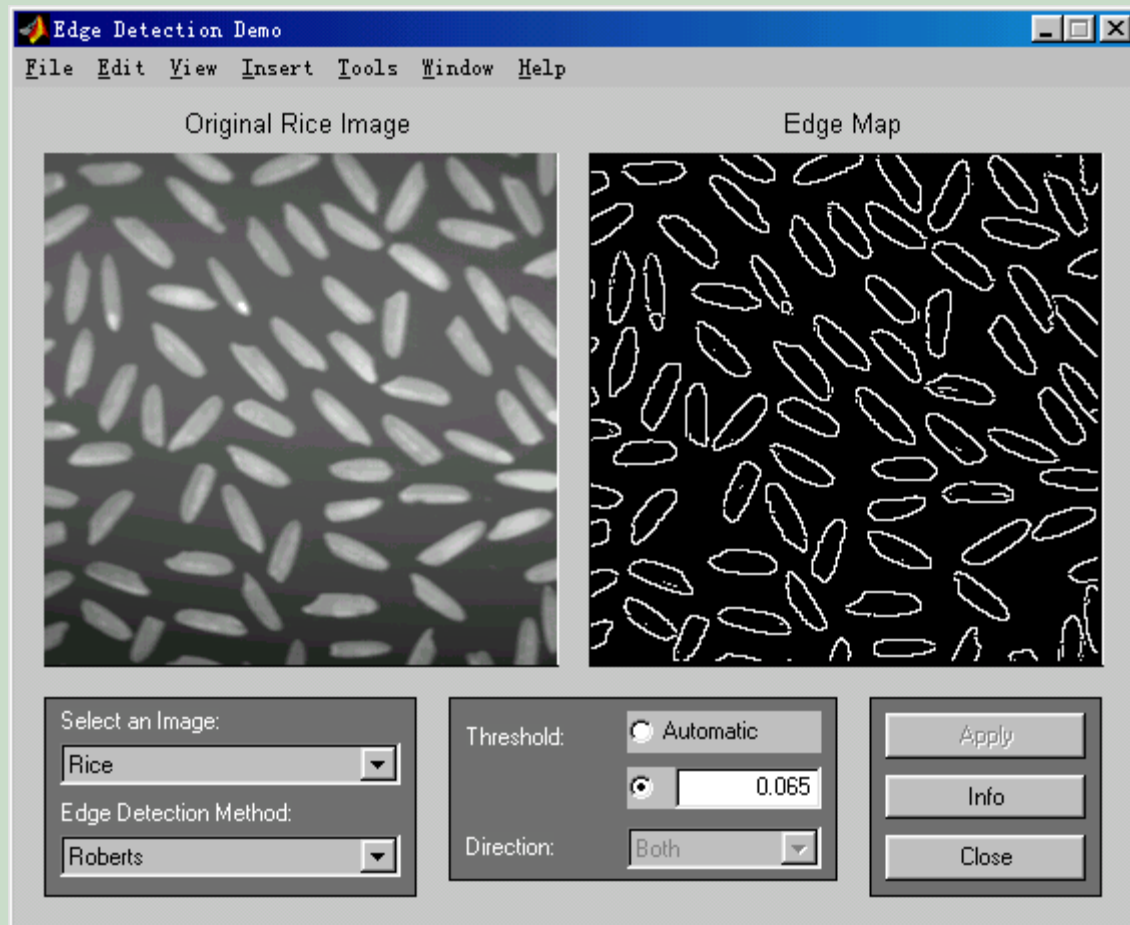 Edge Detection Demo
File Edit View Insert Tools Window Help
Original Rice Image
Edge Map
Select an Image:
Rice
Edge Detection Method:
Roberts
Threshold:
Automatic
0.065
Direction:
Both
Apply
Info
Close